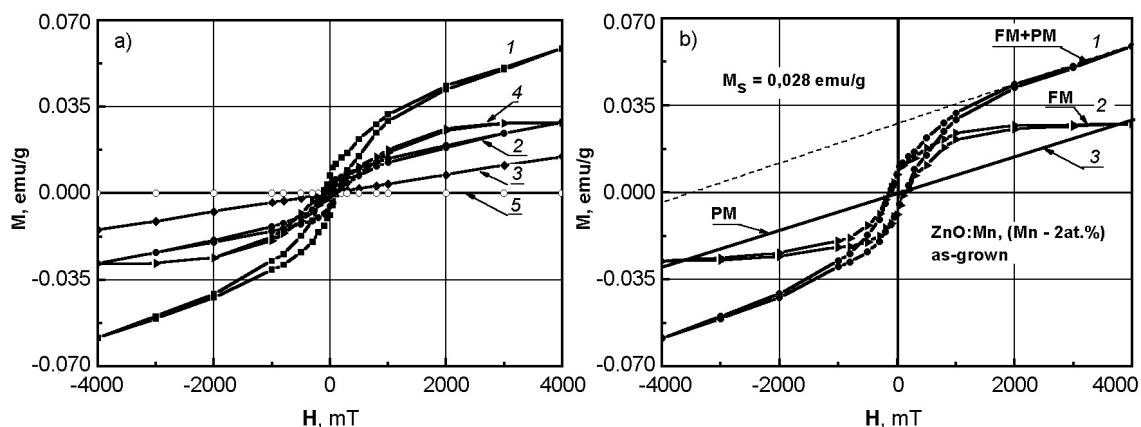 0.070
0.035
0.000
-0.035
-0.070
M, emu/g
a)
1
4
2
3
5
-4000 -2000 0 2000 4000
H, mT
0.070
0.035
0.000
-0.035
-0.070
M, emu/g
b)
FM+PM
1
M_S = 0,028 emu/g
FM
2
3
PM
ZnO:Mn, (Mn - 2at.%)
as-grown
-4000 -2000 0 2000 4000
H, mT